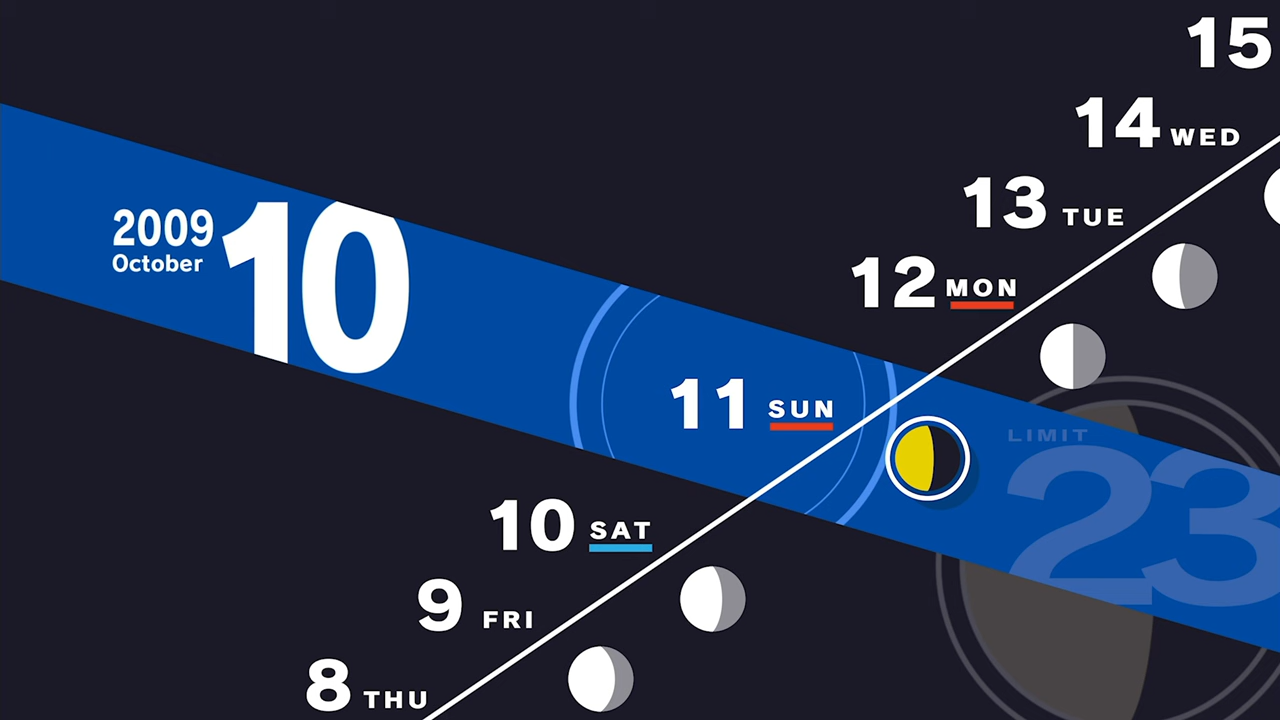 15
14 WED
13 TUE
12 MON
2009
October
10
11 SUN
LIMIT
23
10 SAT
9 FRI
8 THU